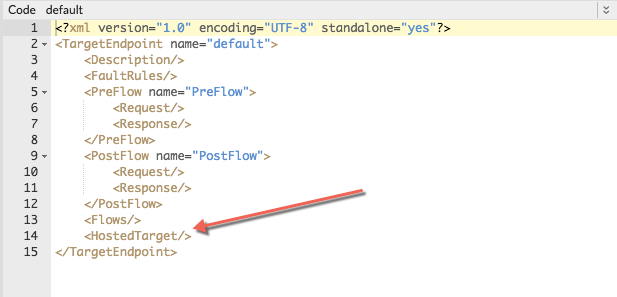 Code default
1 <?xml version="1.0" encoding="UTF-8" standalone="yes"?>
2 <TargetEndpoint name="default">
3 <Description/>
4 <FaultRules/>
5 <PreFlow name="PreFlow">
6 <Request/>
7 <Response/>
8 </PreFlow>
9 <PostFlow name="PostFlow">
10 <Request/>
11 <Response/>
12 </PostFlow>
13 <Flows/>
14 <HostedTarget/>
15 </TargetEndpoint>